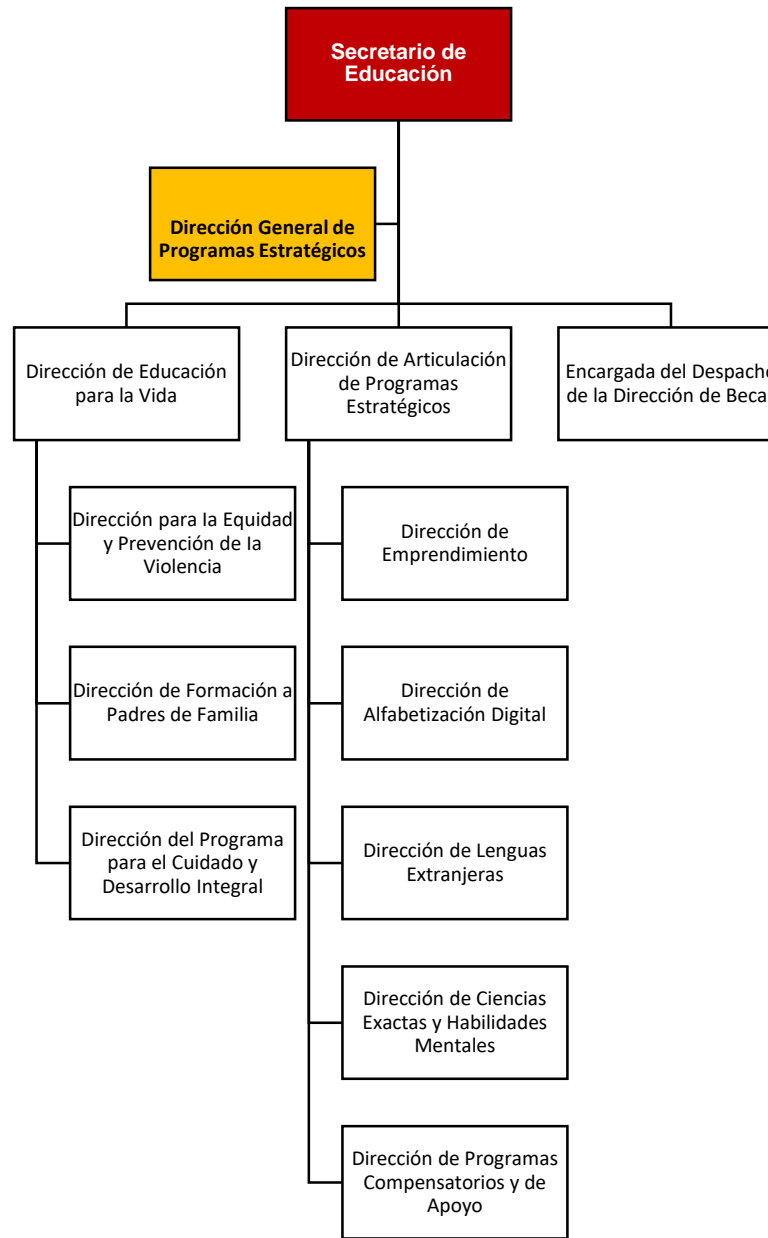 Secretario de
Educación
Dirección General de
Programas Estratégicos
Dirección de Educación
para la Vida
Dirección de Articulación
de Programas
Estratégicos
Encargada del Despacho
de la Dirección de Beca
Dirección para la Equidad
y Prevención de la
Violencia
Dirección de
Emprendimiento
Dirección de Formación a
Padres de Familia
Dirección de
Alfabetización Digital
Dirección del Programa
para el Cuidado y
Desarrollo Integral
Dirección de Lenguas
Extranjeras
Dirección de Ciencias
Exactas y Habilidades
Mentales
Dirección de Programas
Compensatorios y de
Apoyo